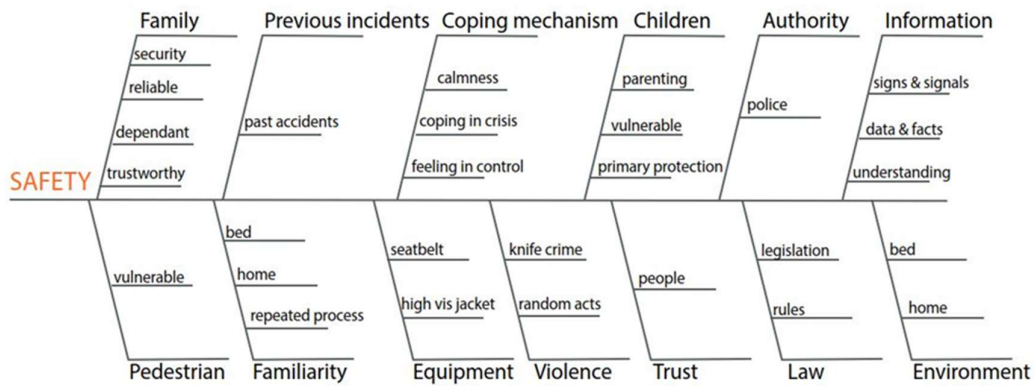 Family
Previous incidents
Coping mechanism
Children
Authority
Information
security
reliable
dependant
trustworthy
past accidents
calmness
coping in crisis
feeling in control
parenting
vulnerable
primary protection
police
signs & signals
data & facts
understanding
SAFETY
vulnerable
bed
home
repeated process
seatbelt
high vis jacket
knife crime
random acts
people
legislation
rules
bed
home
Pedestrian
Familiarity
Equipment
Violence
Trust
Law
Environment